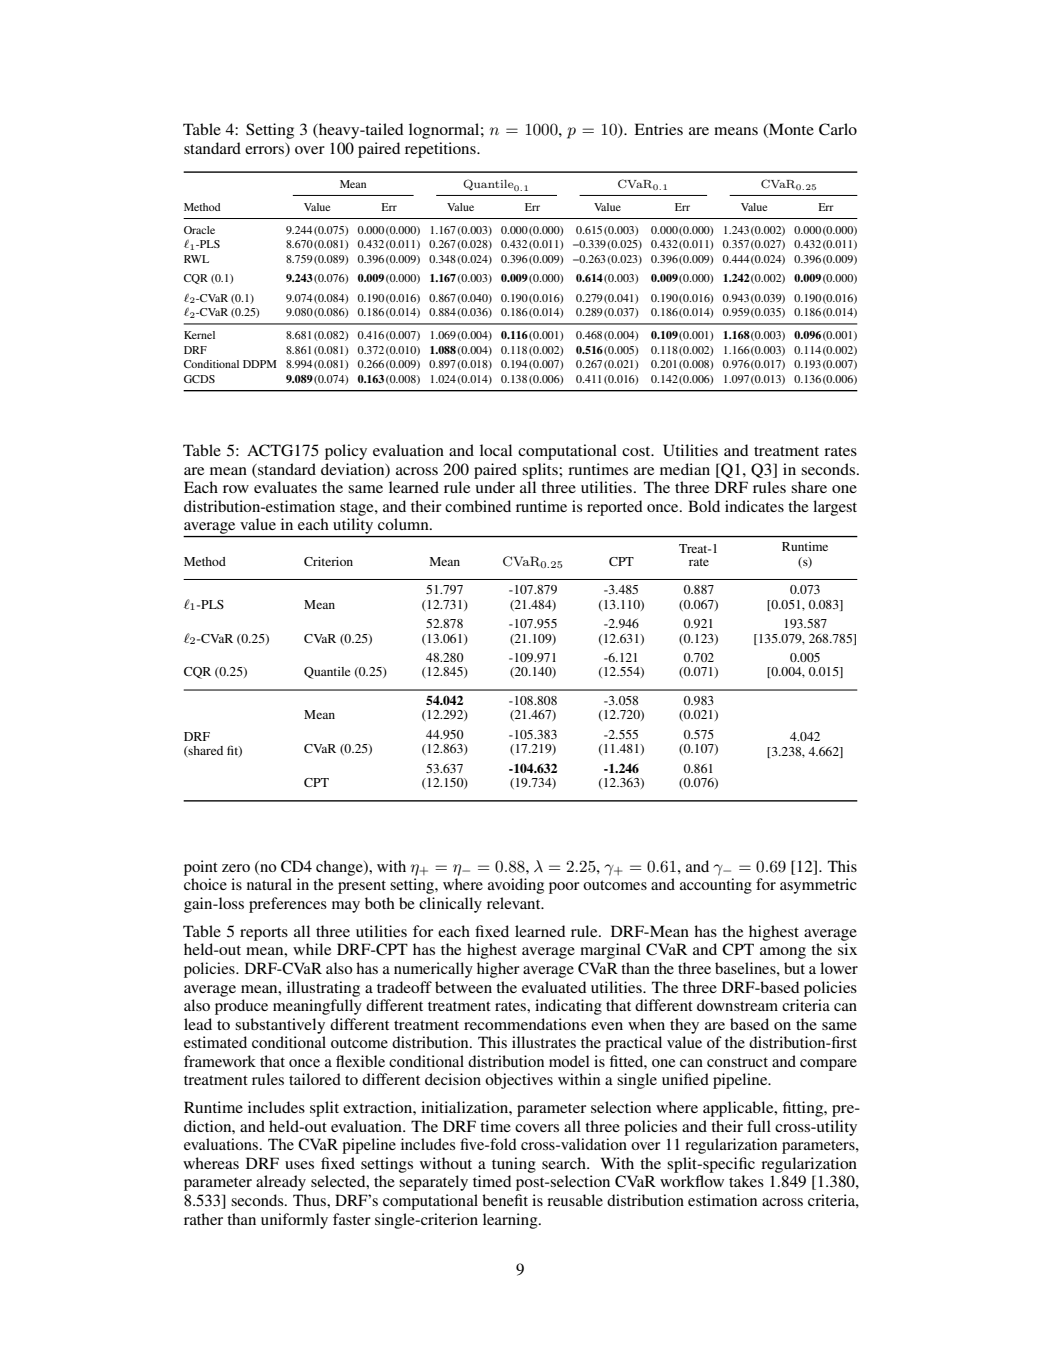 Table 4: Setting 3 (heavy-tailed lognormal; n = 1000, p = 10). Entries are means (Monte Carlo
standard errors) over 100 paired repetitions.
Mean Quantile0.1 CVaR0.1 CVaR0.25
Method Value Err Value Err Value Err Value Err
Oracle 9.244 (0.075) 0.000 (0.000) 1.167 (0.003) 0.000 (0.000) 0.615 (0.003) 0.000 (0.000) 1.243 (0.002) 0.000 (0.000)
ℓ1-PLS 8.670 (0.081) 0.432 (0.011) 0.267 (0.028) 0.432 (0.011) −0.339 (0.025) 0.432 (0.011) 0.357 (0.027) 0.432 (0.011)
RWL 8.759 (0.089) 0.396 (0.009) 0.348 (0.024) 0.396 (0.009) −0.263 (0.023) 0.396 (0.009) 0.444 (0.024) 0.396 (0.009)
CQR (0.1) 9.243 (0.076) 0.009 (0.000) 1.167 (0.003) 0.009 (0.000) 0.614 (0.003) 0.009 (0.000) 1.242 (0.002) 0.009 (0.000)
ℓ2-CVaR (0.1) 9.074 (0.084) 0.190 (0.016) 0.867 (0.040) 0.190 (0.016) 0.279 (0.041) 0.190 (0.016) 0.943 (0.039) 0.190 (0.016)
ℓ2-CVaR (0.25) 9.080 (0.086) 0.186 (0.014) 0.884 (0.036) 0.186 (0.014) 0.289 (0.037) 0.186 (0.014) 0.959 (0.035) 0.186 (0.014)
Kernel 8.681 (0.082) 0.416 (0.007) 1.069 (0.004) 0.116 (0.001) 0.468 (0.004) 0.109 (0.001) 1.168 (0.003) 0.096 (0.001)
DRF 8.861 (0.081) 0.372 (0.010) 1.088 (0.004) 0.118 (0.002) 0.516 (0.005) 0.118 (0.002) 1.166 (0.003) 0.114 (0.002)
Conditional DDPM 8.994 (0.081) 0.266 (0.009) 0.897 (0.018) 0.194 (0.007) 0.267 (0.021) 0.201 (0.008) 0.976 (0.017) 0.193 (0.007)
GCDS 9.089 (0.074) 0.163 (0.008) 1.024 (0.014) 0.138 (0.006) 0.411 (0.016) 0.142 (0.006) 1.097 (0.013) 0.136 (0.006)
Table 5: ACTG175 policy evaluation and local computational cost. Utilities and treatment rates
are mean (standard deviation) across 200 paired splits; runtimes are median [Q1, Q3] in seconds.
Each row evaluates the same learned rule under all three utilities. The three DRF rules share one
distribution-estimation stage, and their combined runtime is reported once. Bold indicates the largest
average value in each utility column.
Method Criterion Mean CVaR0.25 CPT Treat-1 rate Runtime (s)
51.797 -107.879 -3.485 0.887 0.073
ℓ1-PLS Mean (12.731) (21.484) (13.110) (0.067) [0.051, 0.083]
52.878 -107.955 -2.946 0.921 193.587
ℓ2-CVaR (0.25) CVaR (0.25) (13.061) (21.109) (12.631) (0.123) [135.079, 268.785]
48.280 -109.971 -6.121 0.702 0.005
CQR (0.25) Quantile (0.25) (12.845) (20.140) (12.554) (0.071) [0.004, 0.015]
54.042 -108.808 -3.058 0.983
Mean (12.292) (21.467) (12.720) (0.021)
DRF 44.950 -105.383 -2.555 0.575 4.042
(shared fit) CVaR (0.25) (12.863) (17.219) (11.481) (0.107) [3.238, 4.662]
53.637 -104.632 -1.246 0.861
CPT (12.150) (19.734) (12.363) (0.076)
point zero (no CD4 change), with η+ = η− = 0.88, λ = 2.25, γ+ = 0.61, and γ− = 0.69 [12]. This
choice is natural in the present setting, where avoiding poor outcomes and accounting for asymmetric
gain-loss preferences may both be clinically relevant.
Table 5 reports all three utilities for each fixed learned rule. DRF-Mean has the highest average
held-out mean, while DRF-CPT has the highest average marginal CVaR and CPT among the six
policies. DRF-CVaR also has a numerically higher average CVaR than the three baselines, but a lower
average mean, illustrating a tradeoff between the evaluated utilities. The three DRF-based policies
also produce meaningfully different treatment rates, indicating that different downstream criteria can
lead to substantively different treatment recommendations even when they are based on the same
estimated conditional outcome distribution. This illustrates the practical value of the distribution-first
framework that once a flexible conditional distribution model is fitted, one can construct and compare
treatment rules tailored to different decision objectives within a single unified pipeline.
Runtime includes split extraction, initialization, parameter selection where applicable, fitting, pre-
diction, and held-out evaluation. The DRF time covers all three policies and their full cross-utility
evaluations. The CVaR pipeline includes five-fold cross-validation over 11 regularization parameters,
whereas DRF uses fixed settings without a tuning search. With the split-specific regularization
parameter already selected, the separately timed post-selection CVaR workflow takes 1.849 [1.380,
8.533] seconds. Thus, DRF's computational benefit is reusable distribution estimation across criteria,
rather than uniformly faster single-criterion learning.
9